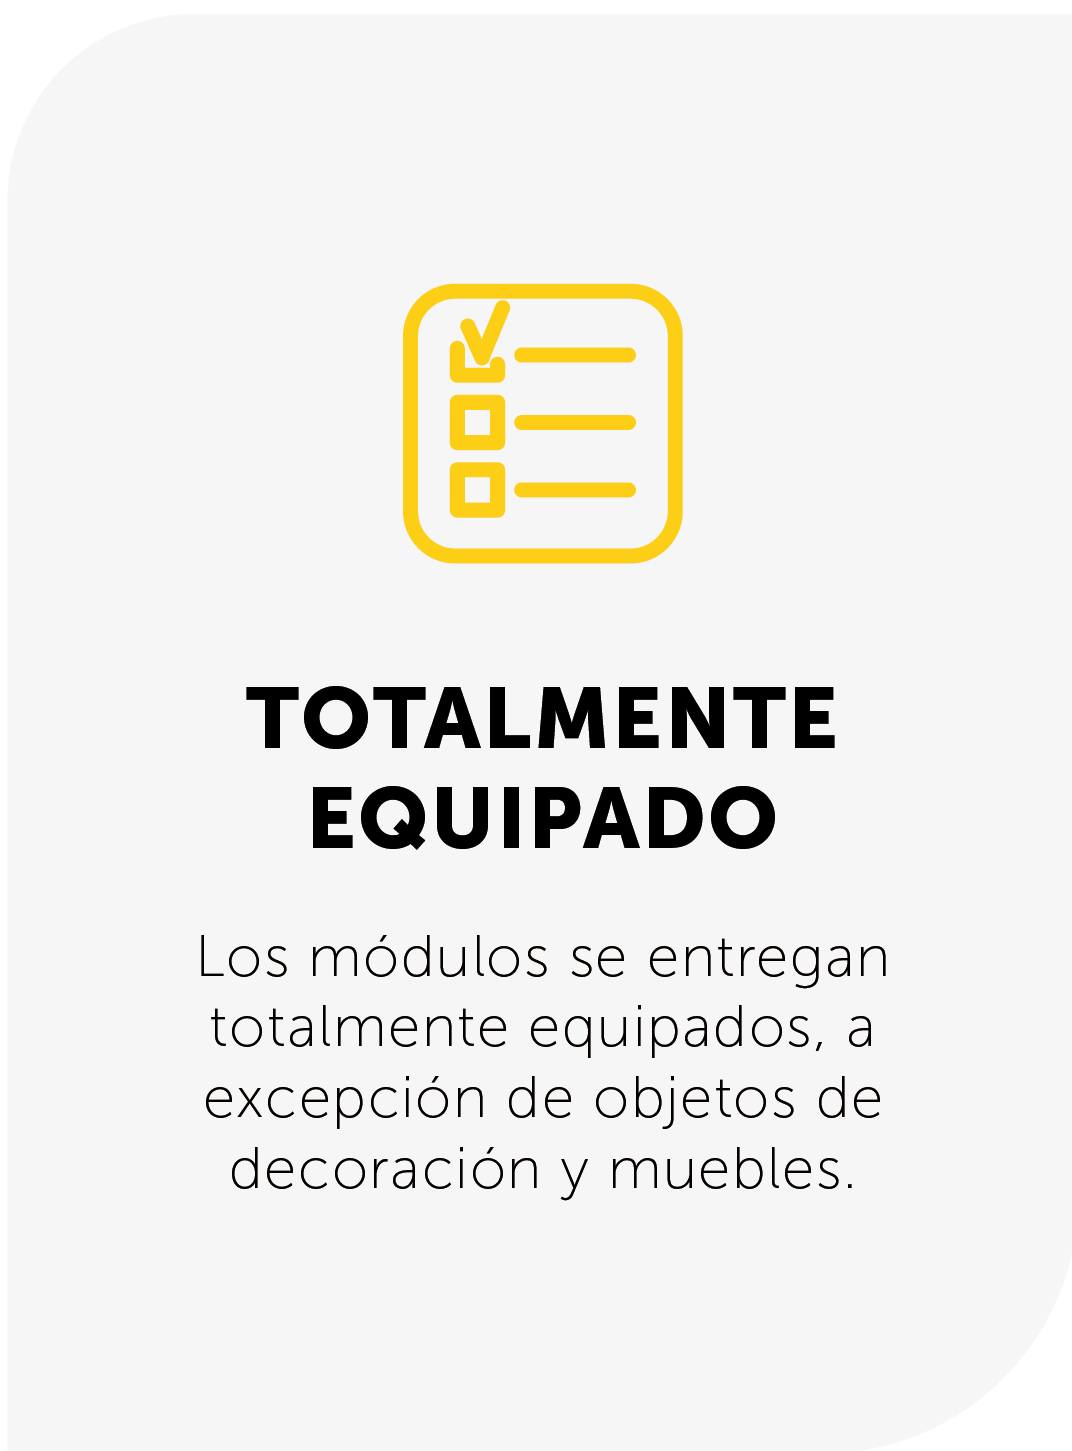 TOTALMENTE
EQUIPADO
Los módulos se entregan
totalmente equipados, a
excepción de objetos de
decoración y muebles.